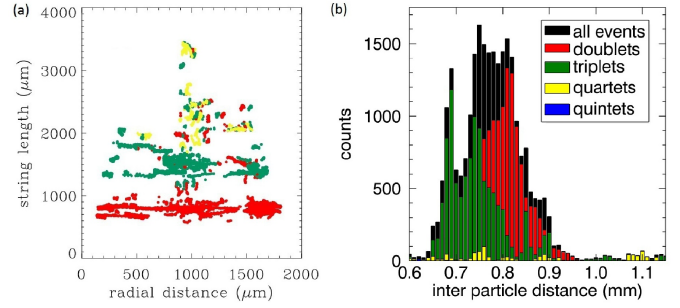 (a)
4000
3000
2000
1000
0
string length (μm)
0 500 1000 1500 2000
radial distance (μm)
(b)
1500
1000
500
0
counts
all events
doublets
triplets
quartets
quintets
0.6 0.7 0.8 0.9 1.0 1.1
inter particle distance (mm)